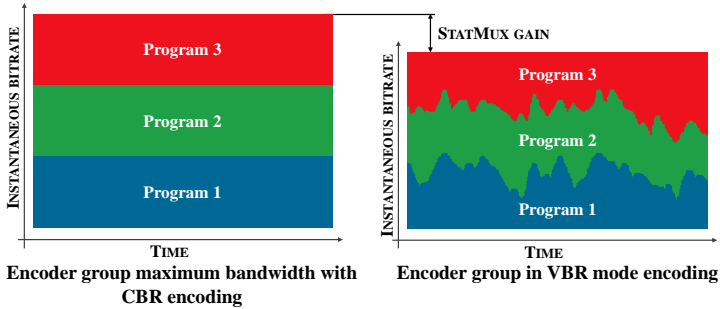 INSTANTANEOUS BITRATE
Program 3
Program 2
Program 1
TIME
Encoder group maximum bandwidth with
CBR encoding
STATMUX GAIN
INSTANTANEOUS BITRATE
Program 3
Program 2
Program 1
TIME
Encoder group in VBR mode encoding